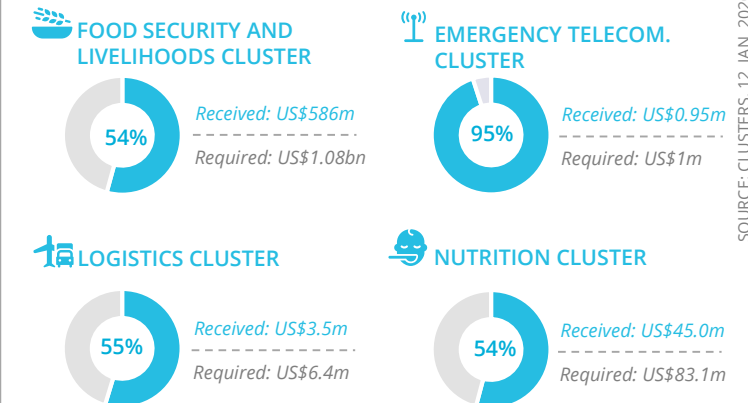 FOOD SECURITY AND
LIVELIHOODS CLUSTER
54%
Received: US$586m
Required: US$1.08bn
EMERGENCY TELECOM.
CLUSTER
95%
Received: US$0.95m
Required: US$1m
LOGISTICS CLUSTER
55%
Received: US$3.5m
Required: US$6.4m
NUTRITION CLUSTER
54%
Received: US$45.0m
Required: US$83.1m
SOURCE: CLUSTERS, 12 JAN